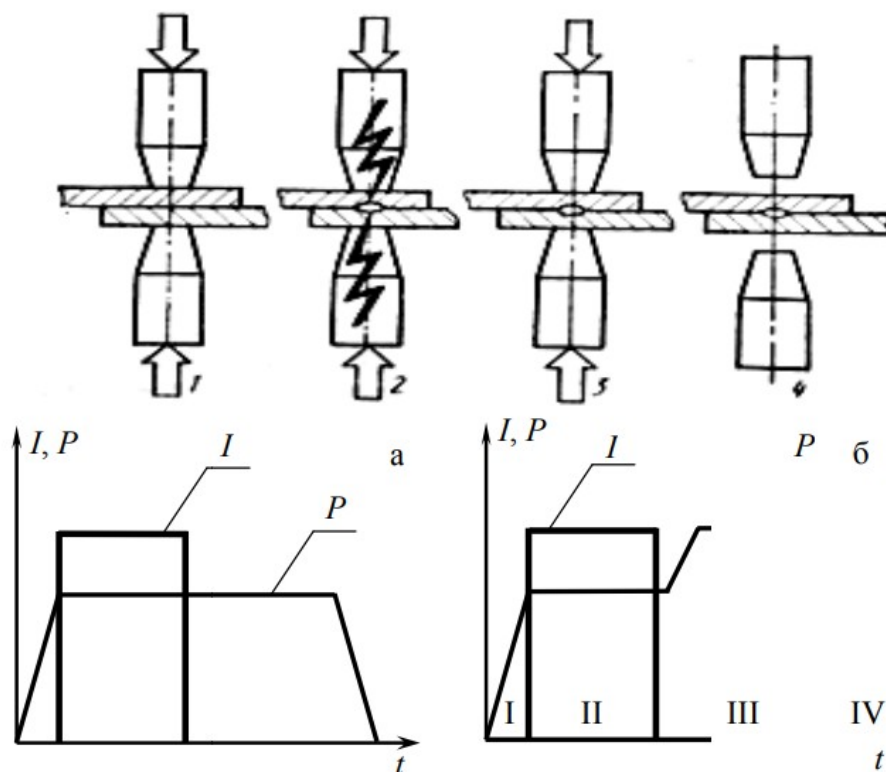 1 2 3 4
I, P I P а
I, P I P б
t
I II III IV
t